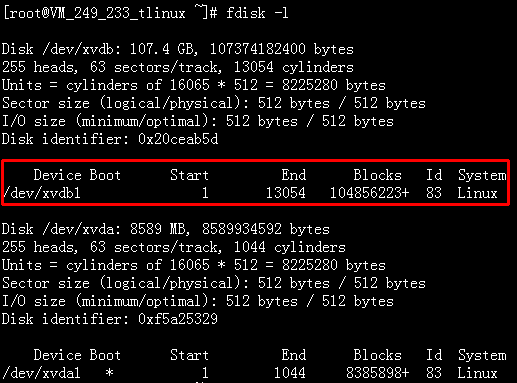 [root@VM_249_233_tlinux ~]# fdisk -l
Disk /dev/xvdb: 107.4 GB, 107374182400 bytes
255 heads, 63 sectors/track, 13054 cylinders
Units = cylinders of 16065 * 512 = 8225280 bytes
Sector size (logical/physical): 512 bytes / 512 bytes
I/O size (minimum/optimal): 512 bytes / 512 bytes
Disk identifier: 0x20ceab5d
Device Boot Start End Blocks Id System
/dev/xvdb1 1 13054 104856223+ 83 Linux
Disk /dev/xvda: 8589 MB, 8589934592 bytes
255 heads, 63 sectors/track, 1044 cylinders
Units = cylinders of 16065 * 512 = 8225280 bytes
Sector size (logical/physical): 512 bytes / 512 bytes
I/O size (minimum/optimal): 512 bytes / 512 bytes
Disk identifier: 0xf5a25329
Device Boot Start End Blocks Id System
/dev/xvda1 * 1 1044 8385898+ 83 Linux